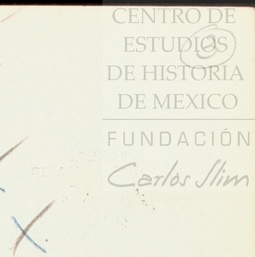 CENTRO DE
ESTUDIOS
DE HISTORIA
DE MEXICO
FUNDACIÓN
Carlos Slim